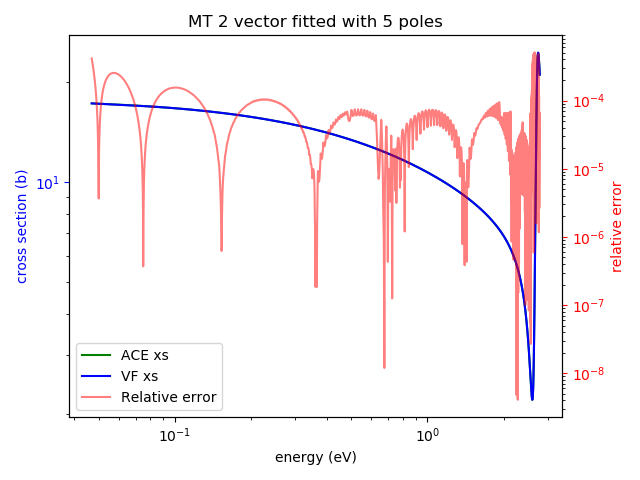 MT 2 vector fitted with 5 poles
cross section (b)
10¹
10⁻⁴
10⁻⁵
10⁻⁶
10⁻⁷
10⁻⁸
relative error
ACE xs
VF xs
Relative error
10⁻¹ 10⁰
energy (eV)